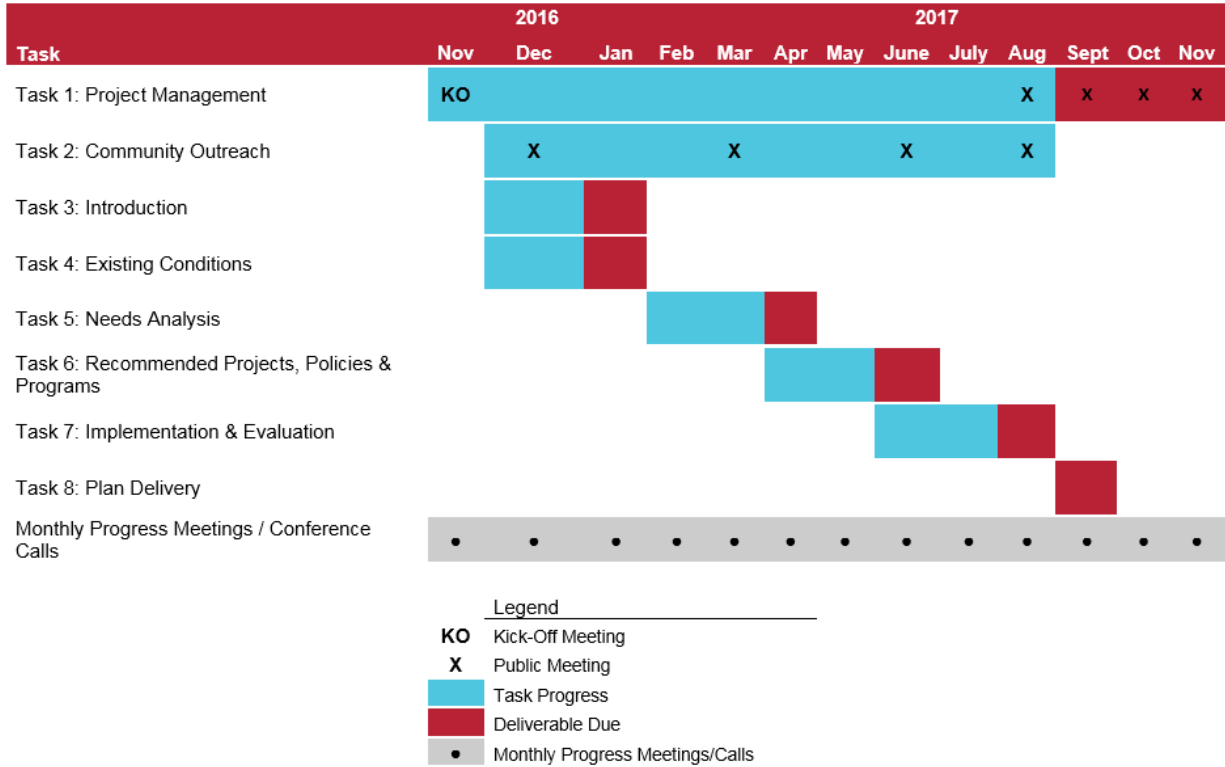 2016 2017
Task Nov Dec Jan Feb Mar Apr May June July Aug Sept Oct Nov
Task 1: Project Management KO X X X X
Task 2: Community Outreach X X X X
Task 3: Introduction
Task 4: Existing Conditions
Task 5: Needs Analysis
Task 6: Recommended Projects, Policies &
Programs
Task 7: Implementation & Evaluation
Task 8: Plan Delivery
Monthly Progress Meetings / Conference
Calls
• • • • • • • • • • • • •
Legend
KO Kick-Off Meeting
X Public Meeting
Task Progress
Deliverable Due
• Monthly Progress Meetings/Calls